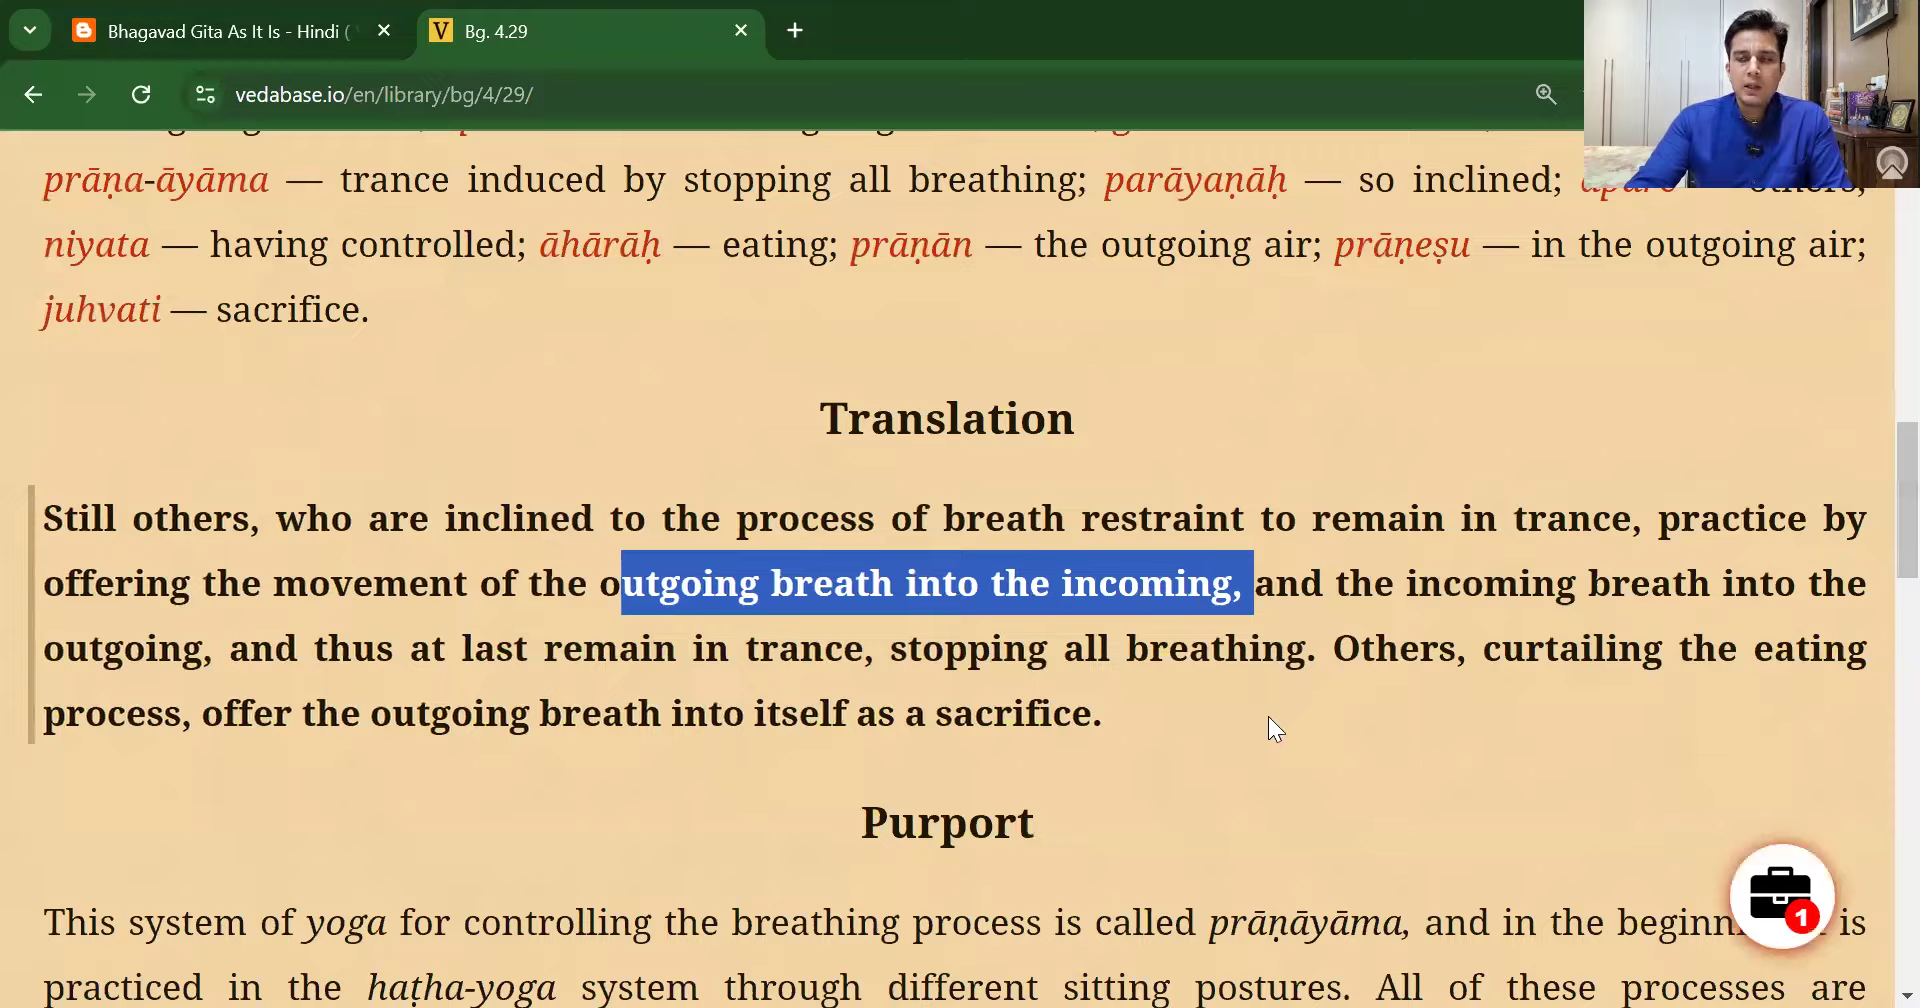 Bhagavad Gita As It Is - Hindi (
Bg. 4.29
vedabase.io/en/library/bg/4/29/
prāṇa-āyāma — trance induced by stopping all breathing; parāyaṇāḥ — so inclined;
niyata — having controlled; āhārāḥ — eating; prāṇān — the outgoing air; prāṇeṣu — in the outgoing air;
juhvati — sacrifice.
Translation
Still others, who are inclined to the process of breath restraint to remain in trance, practice by
offering the movement of the outgoing breath into the incoming, and the incoming breath into the
outgoing, and thus at last remain in trance, stopping all breathing. Others, curtailing the eating
process, offer the outgoing breath into itself as a sacrifice.
Purport
This system of yoga for controlling the breathing process is called prāṇāyāma, and in the is
1
practiced in the haṭha-yoga system through different sitting postures. All of these processes are